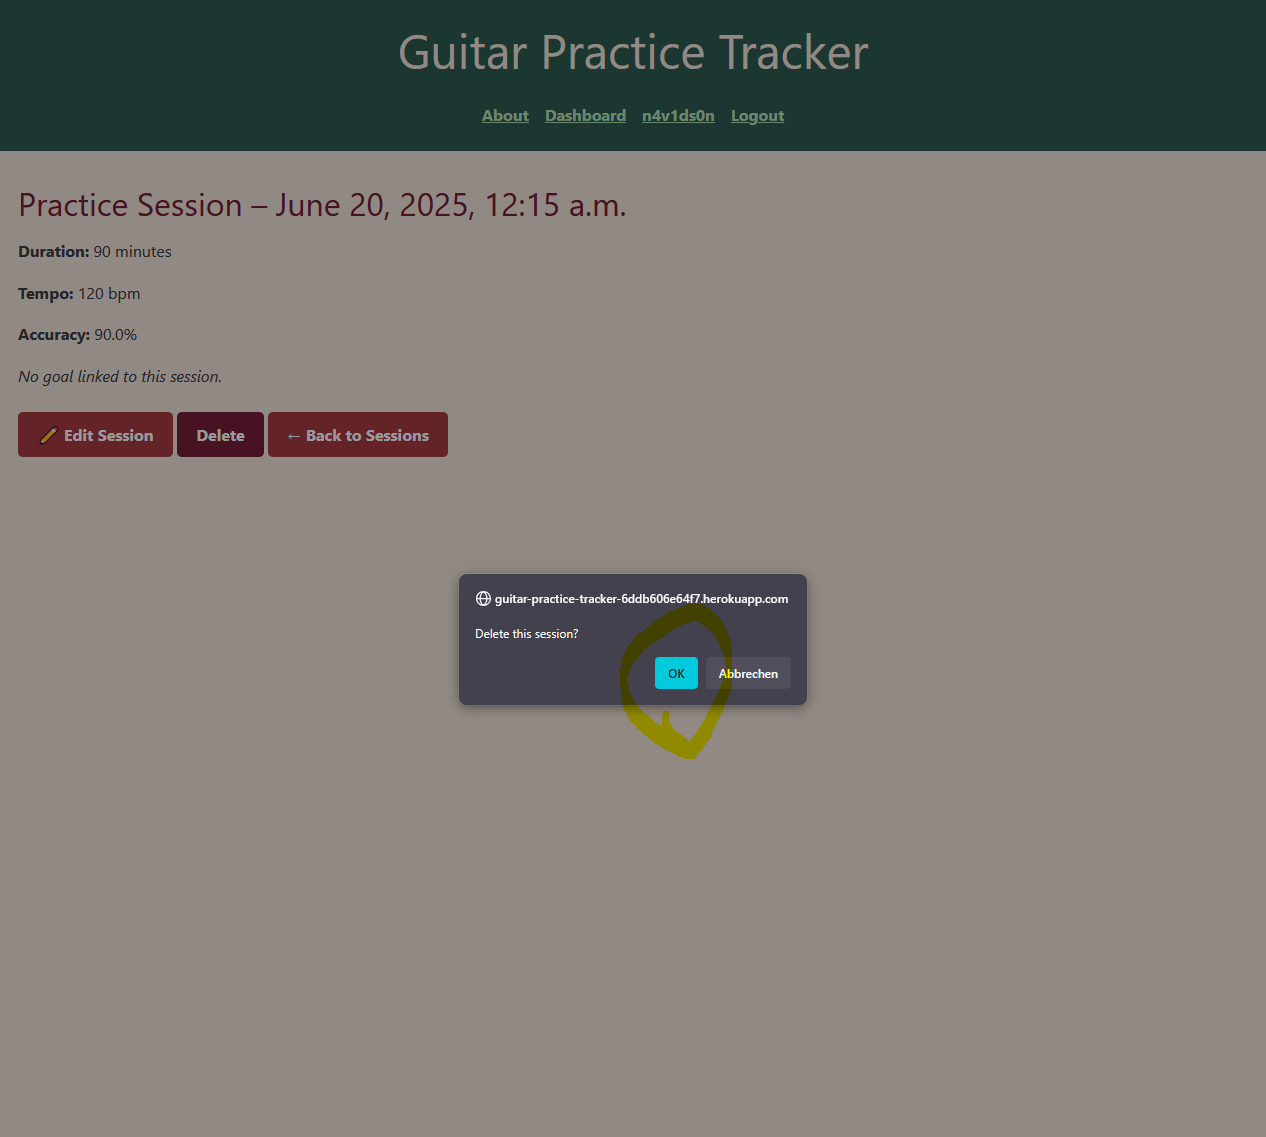 Guitar Practice Tracker
About Dashboard n4v1ds0n Logout
Practice Session – June 20, 2025, 12:15 a.m.
Duration: 90 minutes
Tempo: 120 bpm
Accuracy: 90.0%
No goal linked to this session.
Edit Session Delete ← Back to Sessions
guitar-practice-tracker-6ddb606e64f7.herokuapp.com
Delete this session?
OK Abbrechen